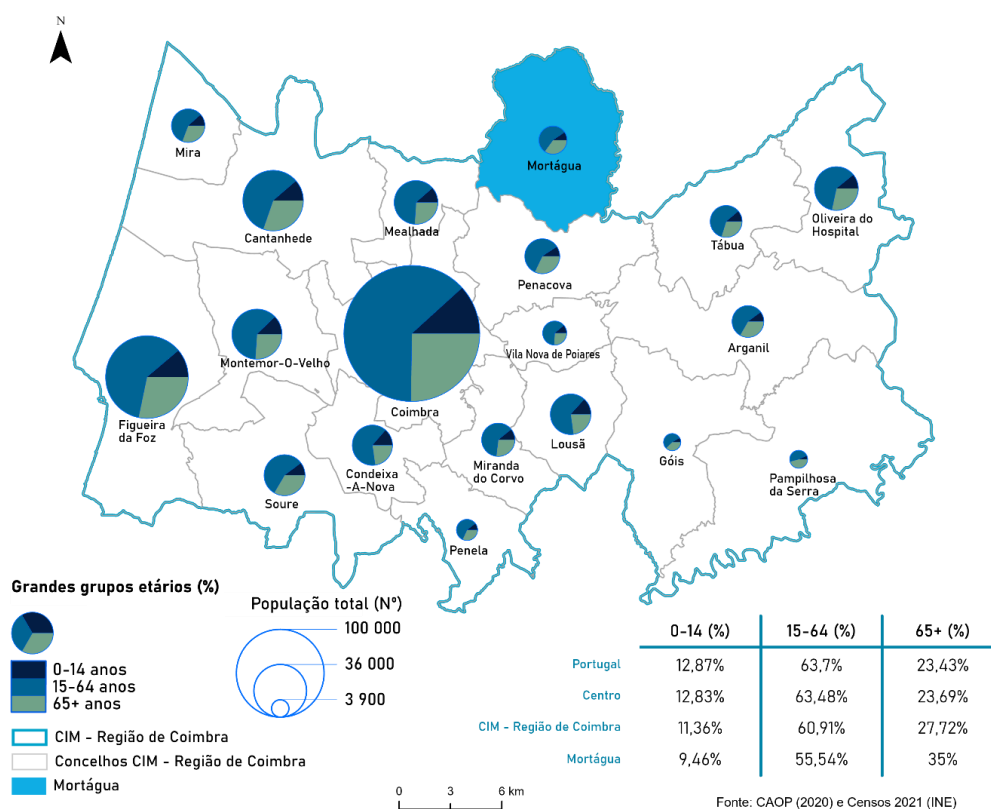 N
Mira
Mortágua
Cantanhede
Mealhada
Oliveira do
Hospital
Tábua
Penacova
Vila Nova de Poiares
Arganil
Montemor-O-Velho
Figueira
da Foz
Coimbra
Lousã
Condeixa
-A-Nova
Miranda
do Corvo
Góis
Pampilhosa
da Serra
Soure
Penela
Grandes grupos etários (%)
0-14 anos
15-64 anos
65+ anos
CIM - Região de Coimbra
Concelhos CIM - Região de Coimbra
Mortágua
População total (Nº)
100 000
36 000
3 900
0 3 6 km
0-14 (%) 15-64 (%) 65+ (%)
Portugal 12,87% 63,7% 23,43%
Centro 12,83% 63,48% 23,69%
CIM - Região de Coimbra 11,36% 60,91% 27,72%
Mortágua 9,46% 55,54% 35%
Fonte: CAOP (2020) e Censos 2021 (INE)